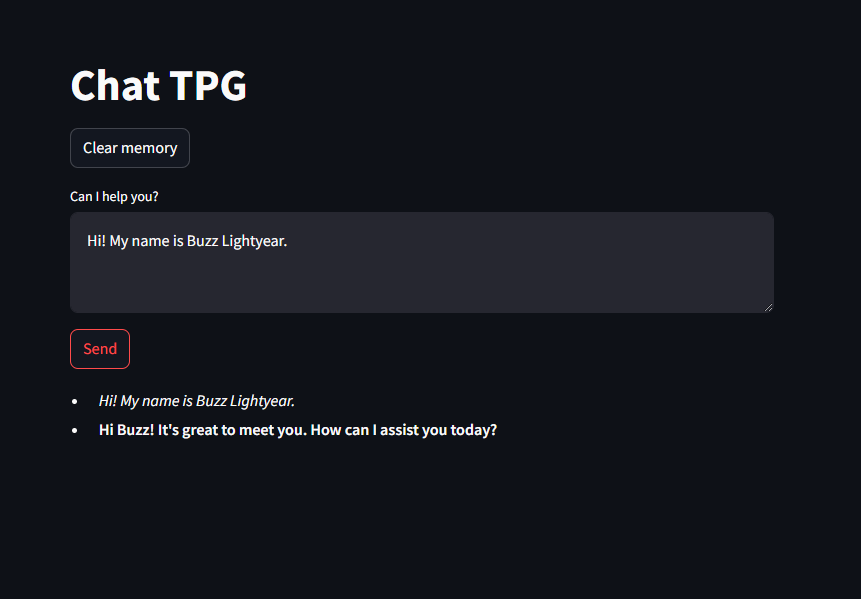 Chat TPG
Clear memory
Can I help you?
Hi! My name is Buzz Lightyear.
Send
Hi! My name is Buzz Lightyear.
Hi Buzz! It's great to meet you. How can I assist you today?